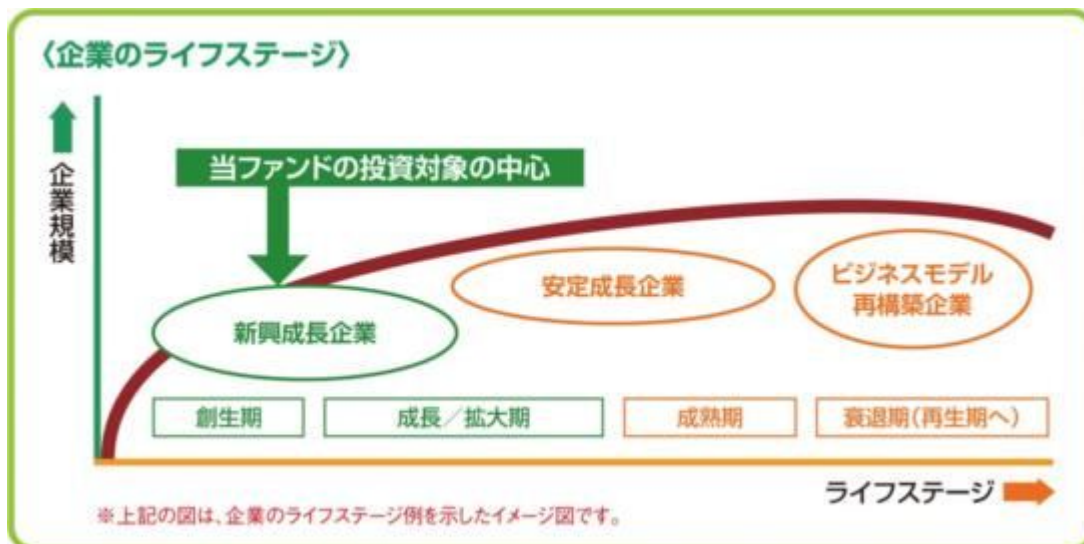 〈企業のライフステージ〉
企業規模
当ファンドの投資対象の中心
新興成長企業
安定成長企業
ビジネスモデル
再構築企業
創生期
成長／拡大期
成熟期
衰退期(再生期へ)
ライフステージ
※上記の図は、企業のライフステージ例を示したイメージ図です。